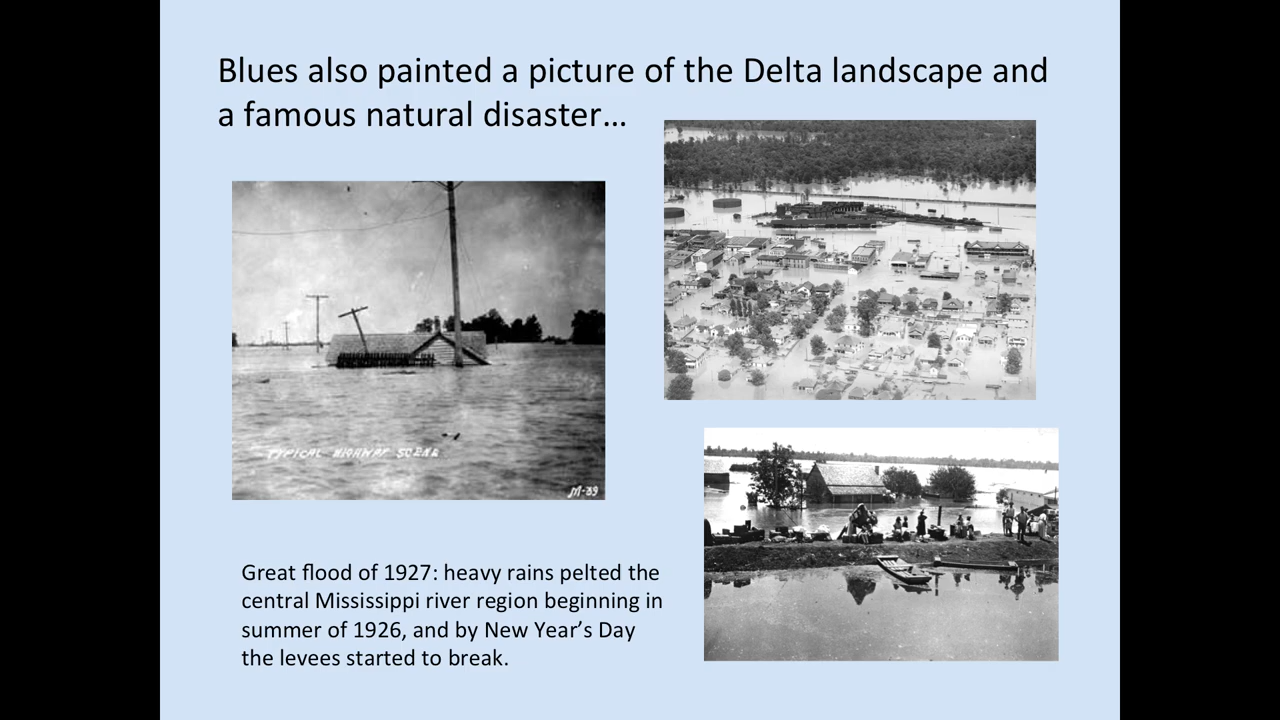 Blues also painted a picture of the Delta landscape and
a famous natural disaster…
TYPICAL HIGHWAY SCENE
M-39
Great flood of 1927: heavy rains pelted the
central Mississippi river region beginning in
summer of 1926, and by New Year’s Day
the levees started to break.